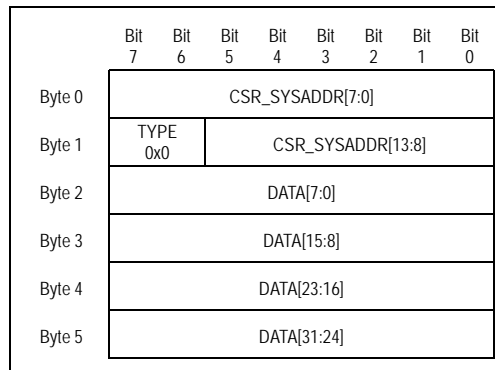 Bit Bit Bit Bit Bit Bit Bit Bit
7 6 5 4 3 2 1 0
Byte 0 CSR_SYSADDR[7:0]
Byte 1 TYPE 0x0 CSR_SYSADDR[13:8]
Byte 2 DATA[7:0]
Byte 3 DATA[15:8]
Byte 4 DATA[23:16]
Byte 5 DATA[31:24]